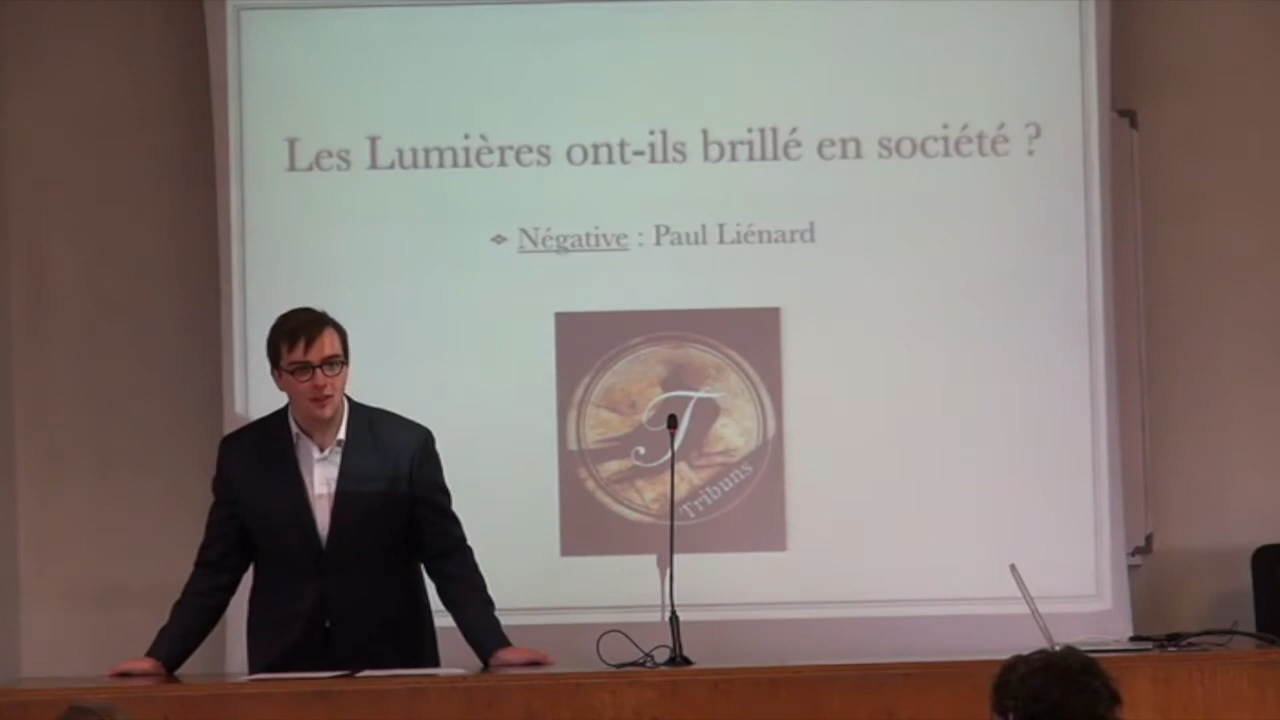 Les Lumières ont-ils brillé en société ?
Négative : Paul Liénard
T
Tribuns